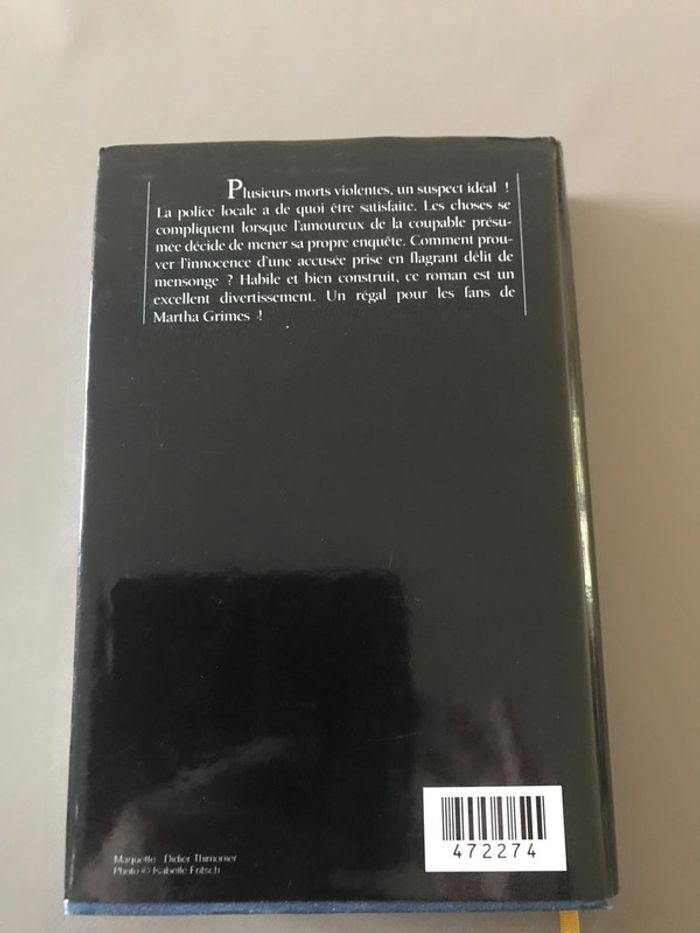 Plusieurs morts violentes, un suspect idéal !
La police locale a de quoi être satisfaite. Les choses se
compliquent lorsque l'amoureux de la coupable présu-
mée décide de mener sa propre enquête. Comment prou-
ver l'innocence d'une accusée prise en flagrant délit de
mensonge ? Habile et bien construit, ce roman est un
excellent divertissement. Un régal pour les fans de
Martha Grimes !
472274
Maquette Didier Thimonier
Photo © Isabelle Fritsch